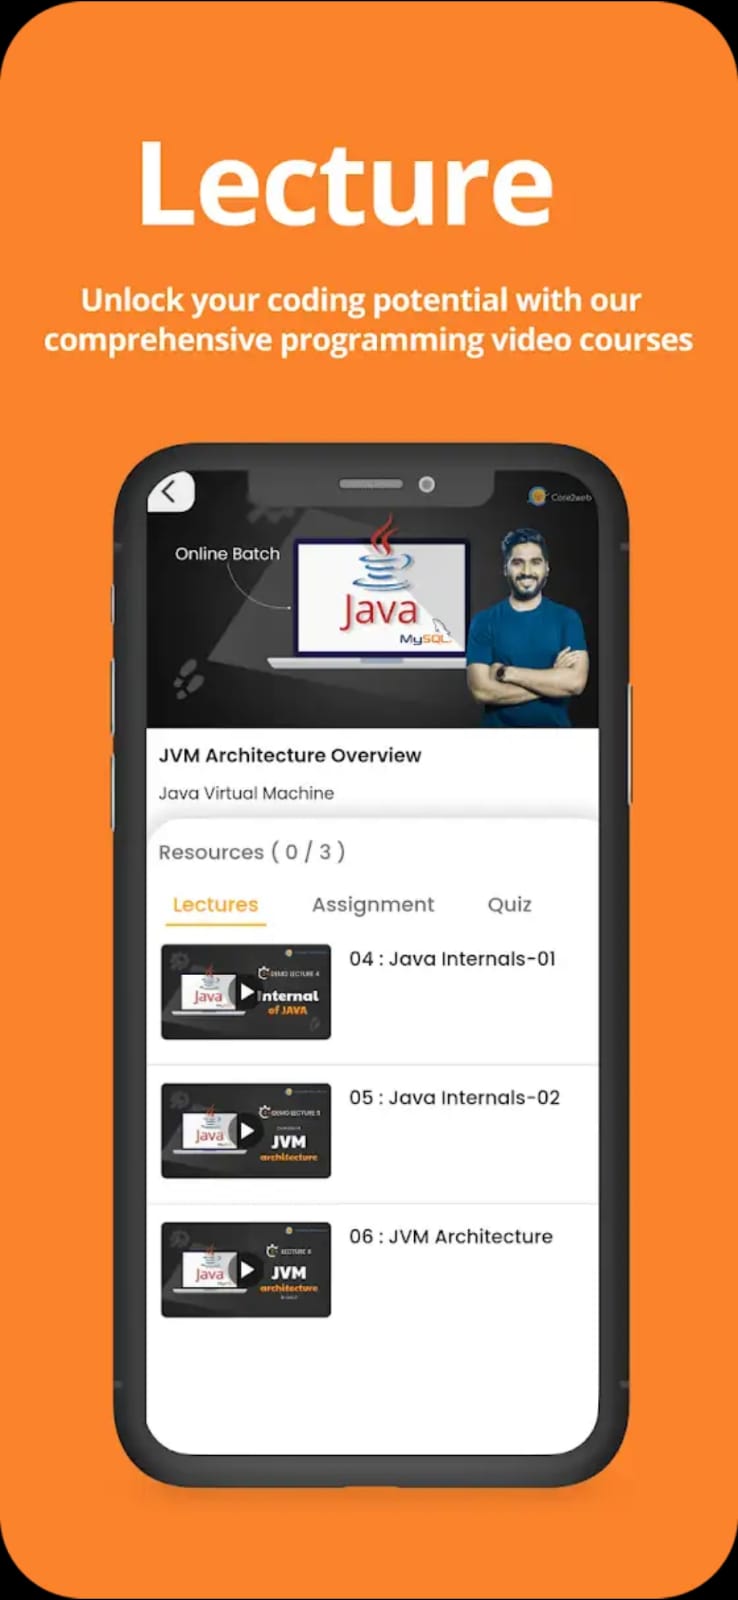 Lecture
Unlock your coding potential with our
comprehensive programming video courses
Core2web
Online Batch
Java
MySQL
JVM Architecture Overview
Java Virtual Machine
Resources ( 0 / 3 )
Lectures
Assignment
Quiz
Java
DEMO LECTURE 4
Internal
of JAVA
04 : Java Internals-01
Java
DEMO LECTURE 5
JVM
architecture
05 : Java Internals-02
Java
LECTURE 6
JVM
architecture
06 : JVM Architecture